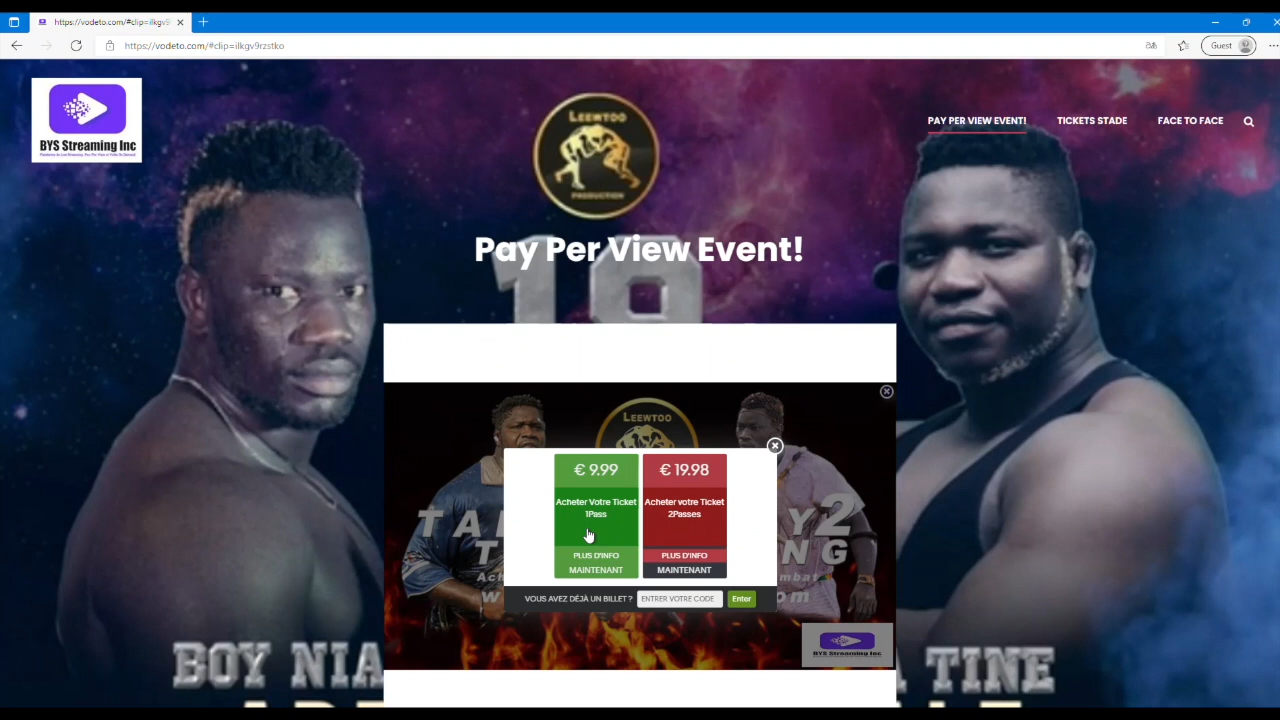 https://vodeto.com/#clip=ilkgv9
https://vodeto.com/#clip=ilkgv9rzstko
Guest
BYS Streaming Inc
LEEWTOO
PRODUCTION
PAY PER VIEW EVENT!
TICKETS STADE
FACE TO FACE
Pay Per View Event!
18
LEEWTOO
€ 9.99
€ 19.98
Acheter Votre Ticket
1Pass
Acheter votre Ticket
2Passes
PLUS D'INFO
MAINTENANT
PLUS D'INFO
MAINTENANT
VOUS AVEZ DÉJÀ UN BILLET ?
ENTRER VOTRE CODE
Enter
BYS Streaming Inc
BOY NIA
TINE